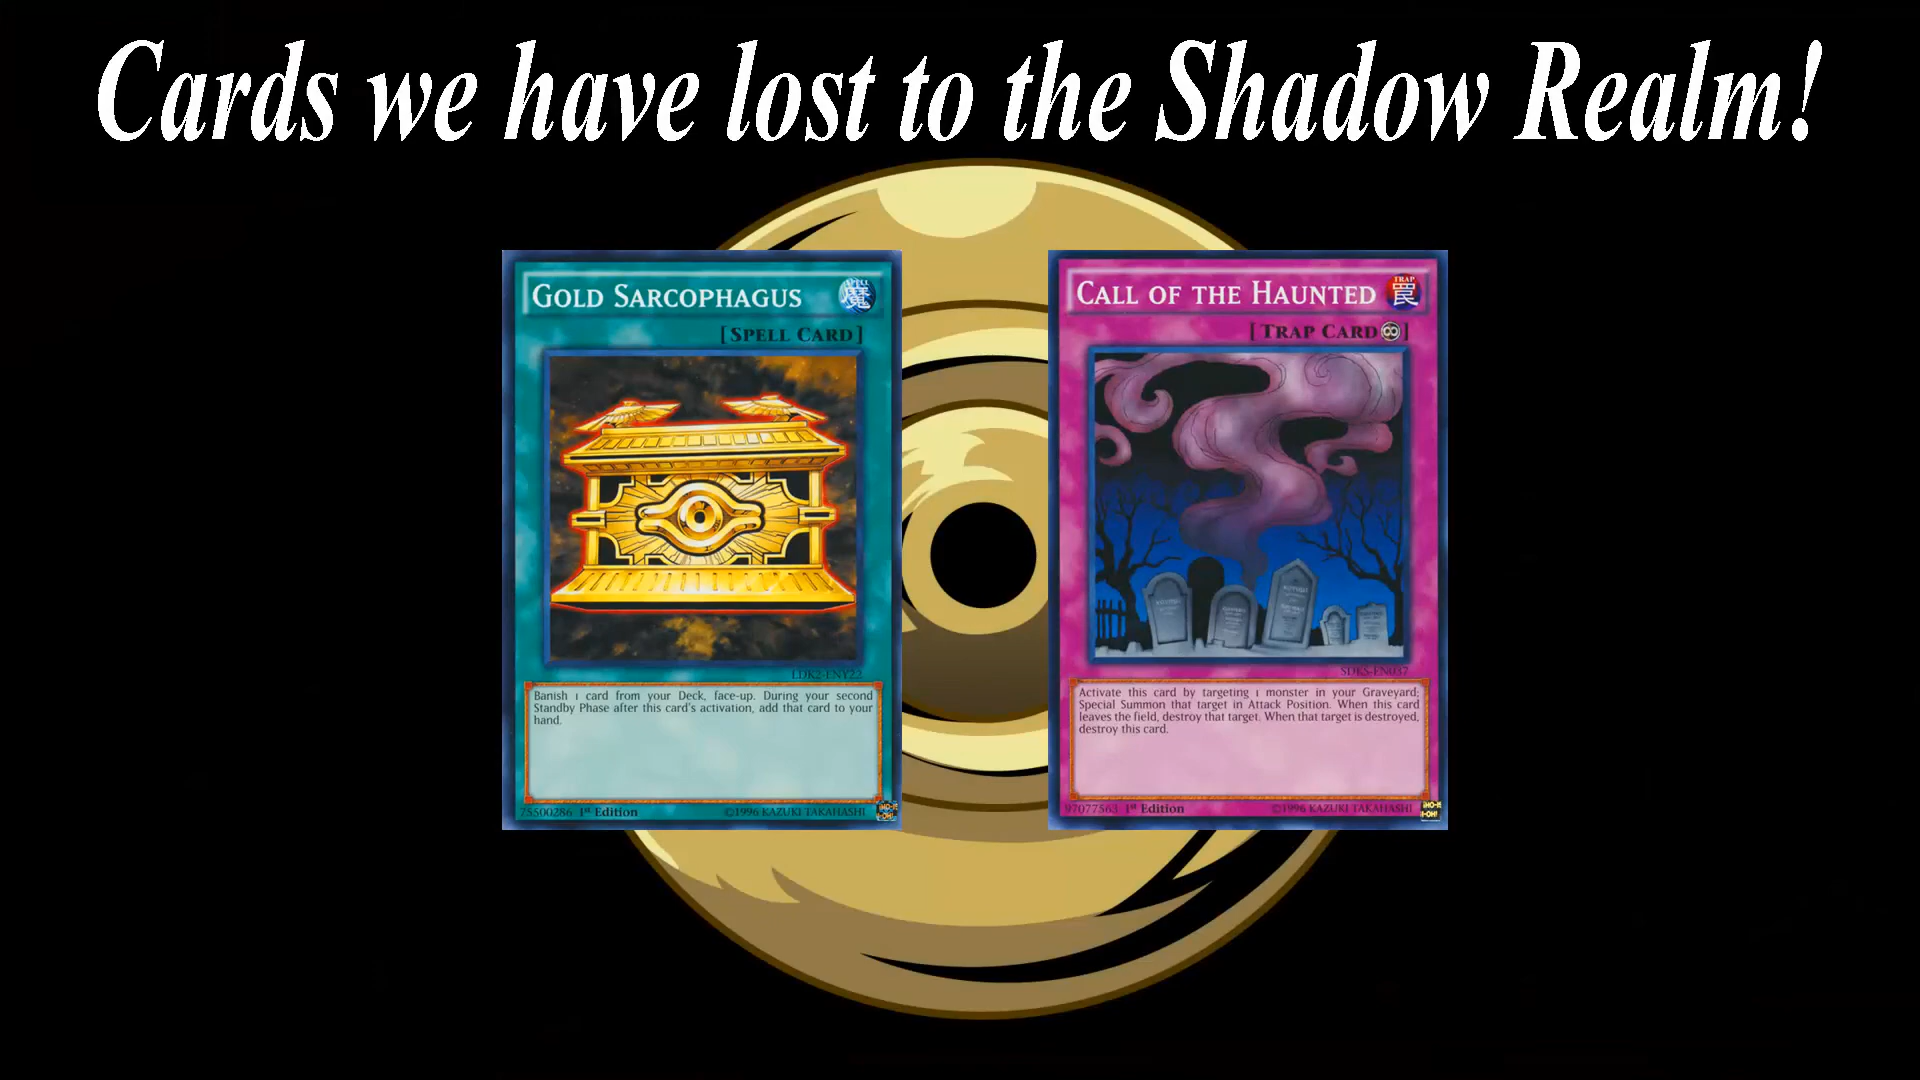 Cards we have lost to the Shadow Realm!
GOLD SARCOPHAGUS
魔
[SPELL CARD]
LDK2-ENY22
Banish 1 card from your Deck, face-up. During your second
Standby Phase after this card's activation, add that card to your
hand.
75500286 1st Edition ©1996 KAZUKI TAKAHASHI
CALL OF THE HAUNTED
TRAP
罠
[TRAP CARD∞]
SDKS-EN037
Activate this card by targeting 1 monster in your Graveyard;
Special Summon that target in Attack Position. When this card
leaves the field, destroy that target. When that target is destroyed,
destroy this card.
97077563 1st Edition ©1996 KAZUKI TAKAHASHI